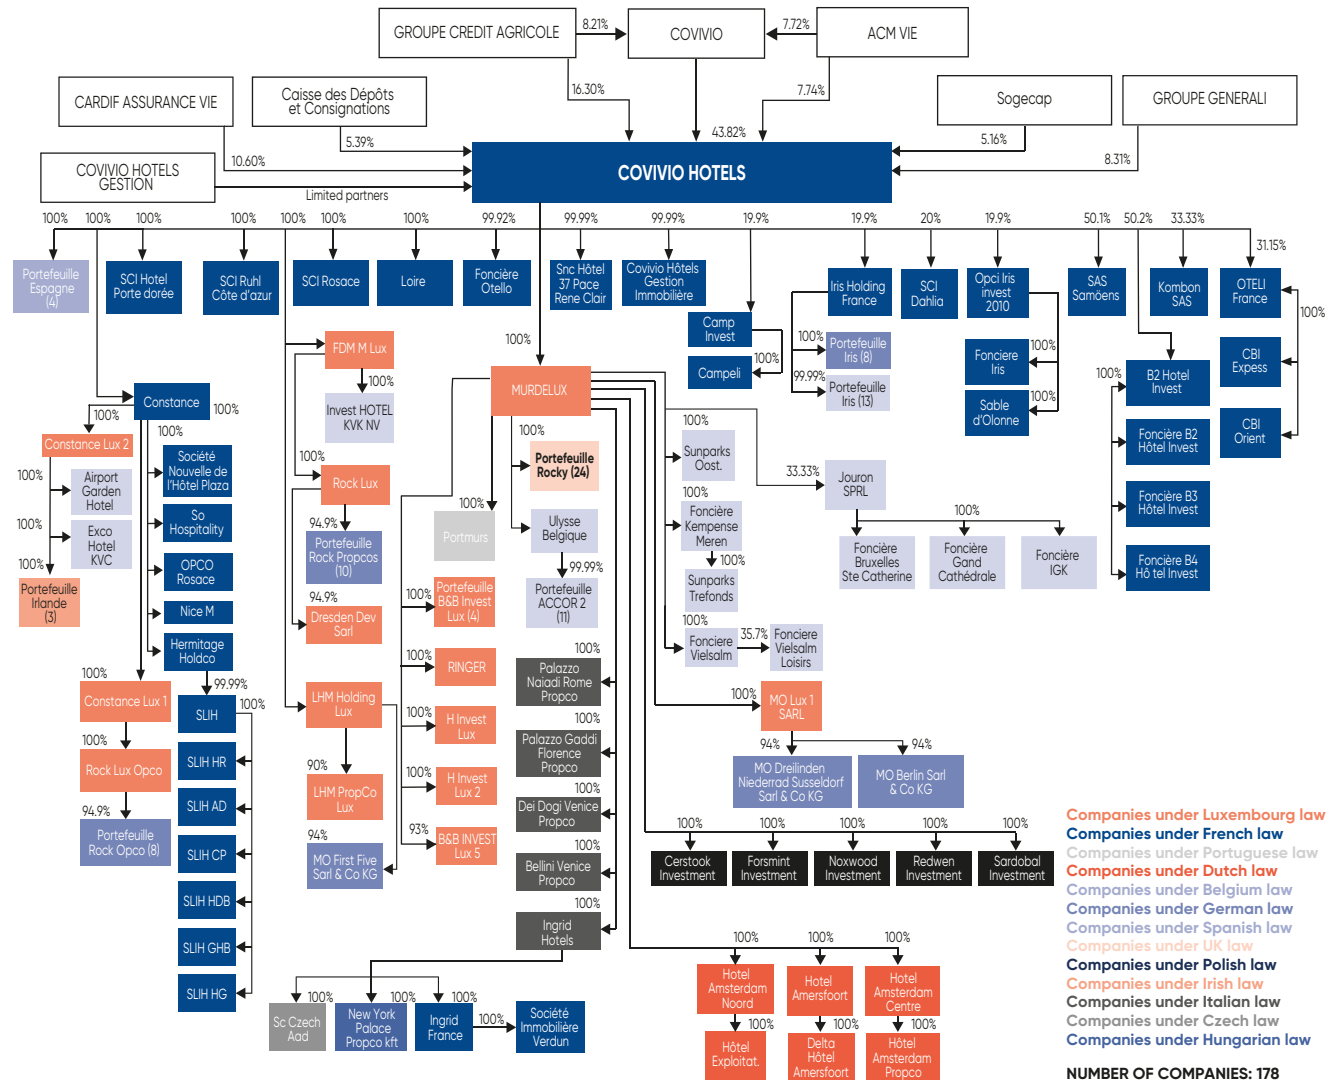 GROUPE CREDIT AGRICOLE
8.21%
COVIVIO
7.72%
ACM VIE
CARDIF ASSURANCE VIE
Caisse des Dépôts
et Consignations
16.30%
7.74%
Sogecap
GROUPE GENERALI
5.39%
43.82%
5.16%
10.60%
8.31%
COVIVIO HOTELS
GESTION
Limited partners
COVIVIO HOTELS
100%
100%
100%
100%
100%
100%
100%
99.92%
99.99%
99.99%
19.9%
19.9%
20%
19.9%
50.1%
50.2%
33.33%
31.15%
Portefeuille
Espagne
(4)
SCI Hotel
Porte dorée
SCI Ruhl
Côte d'azur
SCI Rosace
Loire
Foncière
Otello
Snc Hôtel
37 Pace
Rene Clair
Covivio Hôtels
Gestion
Immobilière
Iris Holding
France
SCI
Dahlia
Opci Iris
invest
2010
SAS
Samöens
Kombon
SAS
OTELI
France
100%
Camp
Invest
100%
Campeli
100%
Portefeuille
Iris (8)
99.99%
Portefeuille
Iris (13)
Fonciere
Iris
100%
Sable
d'Olonne
100%
CBI
Expess
CBI
Orient
B2 Hotel
Invest
100%
Foncière B2
Hôtel Invest
Foncière B3
Hôtel Invest
Foncière B4
Hô tel Invest
FDM M Lux
100%
Invest HOTEL
KVK NV
100%
Rock Lux
94.9%
Portefeuille
Rock Propcos
(10)
94.9%
Dresden Dev
Sarl
LHM Holding
Lux
90%
LHM PropCo
Lux
94%
MO First Five
Sarl & Co KG
Constance
100%
100%
100%
Constance Lux 2
100%
Airport
Garden
Hotel
100%
Exco
Hotel
KVC
100%
Portefeuille
Irlande
(3)
Société
Nouvelle de
l'Hôtel Plaza
So
Hospitality
OPCO
Rosace
Nice M
Hermitage
Holdco
99.99%
100%
Constance Lux 1
100%
Rock Lux Opco
94.9%
Portefeuille
Rock Opco (8)
SLIH
100%
SLIH HR
SLIH AD
SLIH CP
SLIH HDB
SLIH GHB
SLIH HG
100%
MURDELUX
100%
Portefeuille
Rocky (24)
100%
Portmurs
Ulysse
Belgique
99.99%
Portefeuille
ACCOR 2
(11)
100%
Portefeuille
B&B Invest
Lux (4)
100%
RINGER
100%
H Invest
Lux
100%
H Invest
Lux 2
93%
B&B INVEST
Lux 5
100%
Palazzo
Naiadi Rome
Propco
100%
Palazzo Gaddi
Florence
Propco
100%
Dei Dogi Venice
Propco
100%
Bellini Venice
Propco
100%
Ingrid
Hotels
100%
Sc Czech
Aad
100%
New York
Palace
Propco kft
100%
Ingrid
France
100%
Société
Immobilière
Verdun
100%
Sunparks
Oost.
100%
Foncière
Kempense
Meren
100%
Sunparks
Trefonds
100%
Fonciere
Vielsalm
35.7%
Fonciere
Vielsalm
Loisirs
33.33%
Jouron
SPRL
100%
Foncière
Bruxelles
Ste Catherine
Foncière
Gand
Cathédrale
Foncière
IGK
100%
MO Lux 1
SARL
94%
94%
MO Dreilinden
Niederrad Susseldorf
Sarl & Co KG
MO Berlin Sarl
& Co KG
100%
100%
100%
100%
100%
Cerstook
Investment
Forsmint
Investment
Noxwood
Investment
Redwen
Investment
Sardobal
Investment
100%
100%
100%
Hotel
Amsterdam
Noord
Hotel
Amersfoort
Hotel
Amsterdam
Centre
100%
100%
100%
Hôtel
Exploitat.
Delta
Hôtel
Amersfoort
Hôtel
Amsterdam
Propco
Companies under Luxembourg law
Companies under French law
Companies under Portuguese law
Companies under Dutch law
Companies under Belgium law
Companies under German law
Companies under Spanish law
Companies under UK law
Companies under Polish law
Companies under Irish law
Companies under Italian law
Companies under Czech law
Companies under Hungarian law
NUMBER OF COMPANIES: 178